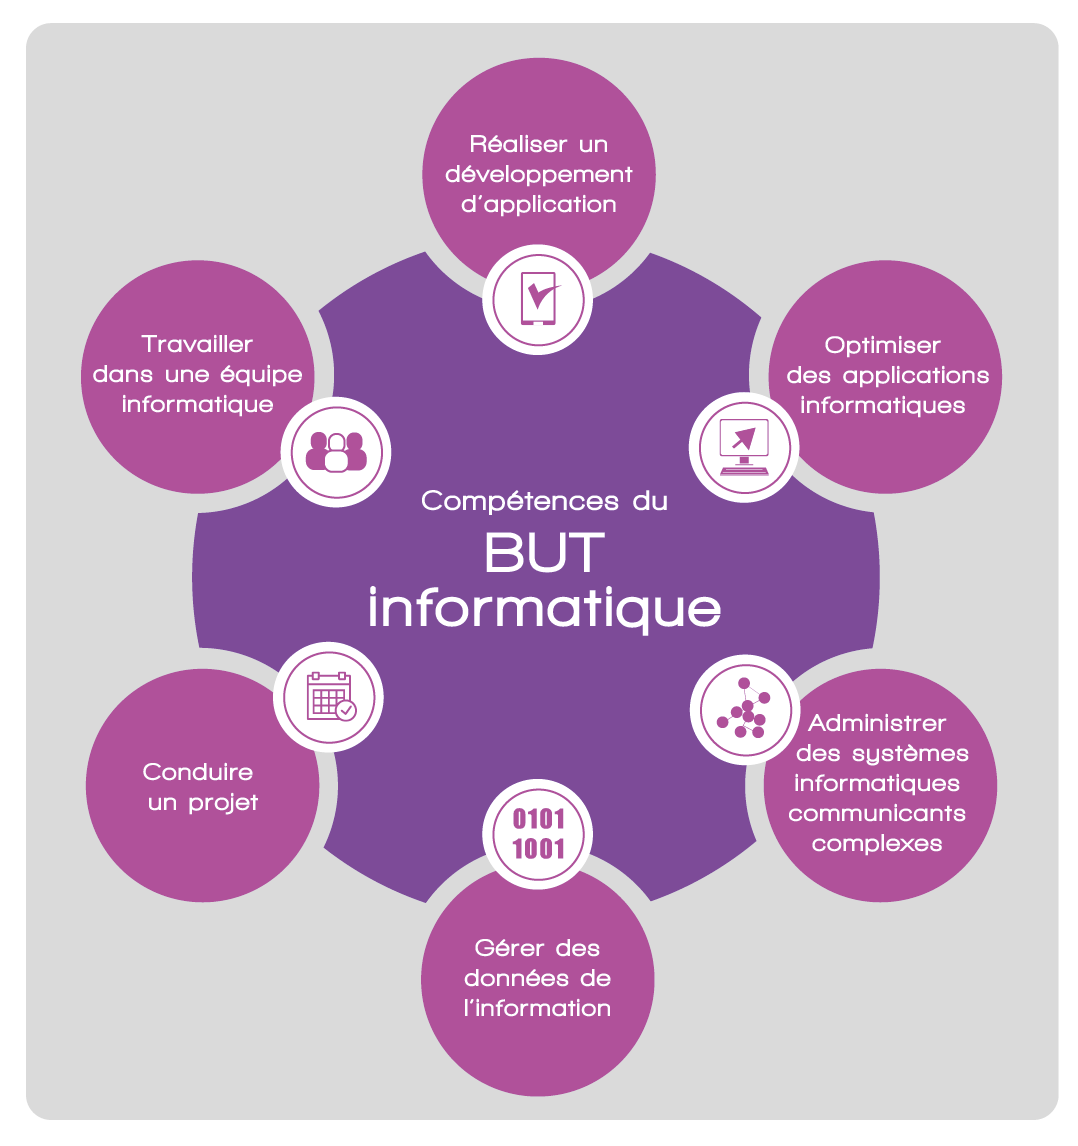 Réaliser un
développement
d'application
Optimiser
des applications
informatiques
Administrer
des systèmes
informatiques
communicants
complexes
Gérer des
données de
l'information
Conduire
un projet
Travailler
dans une équipe
informatique
Compétences du
BUT
informatique
0101
1001